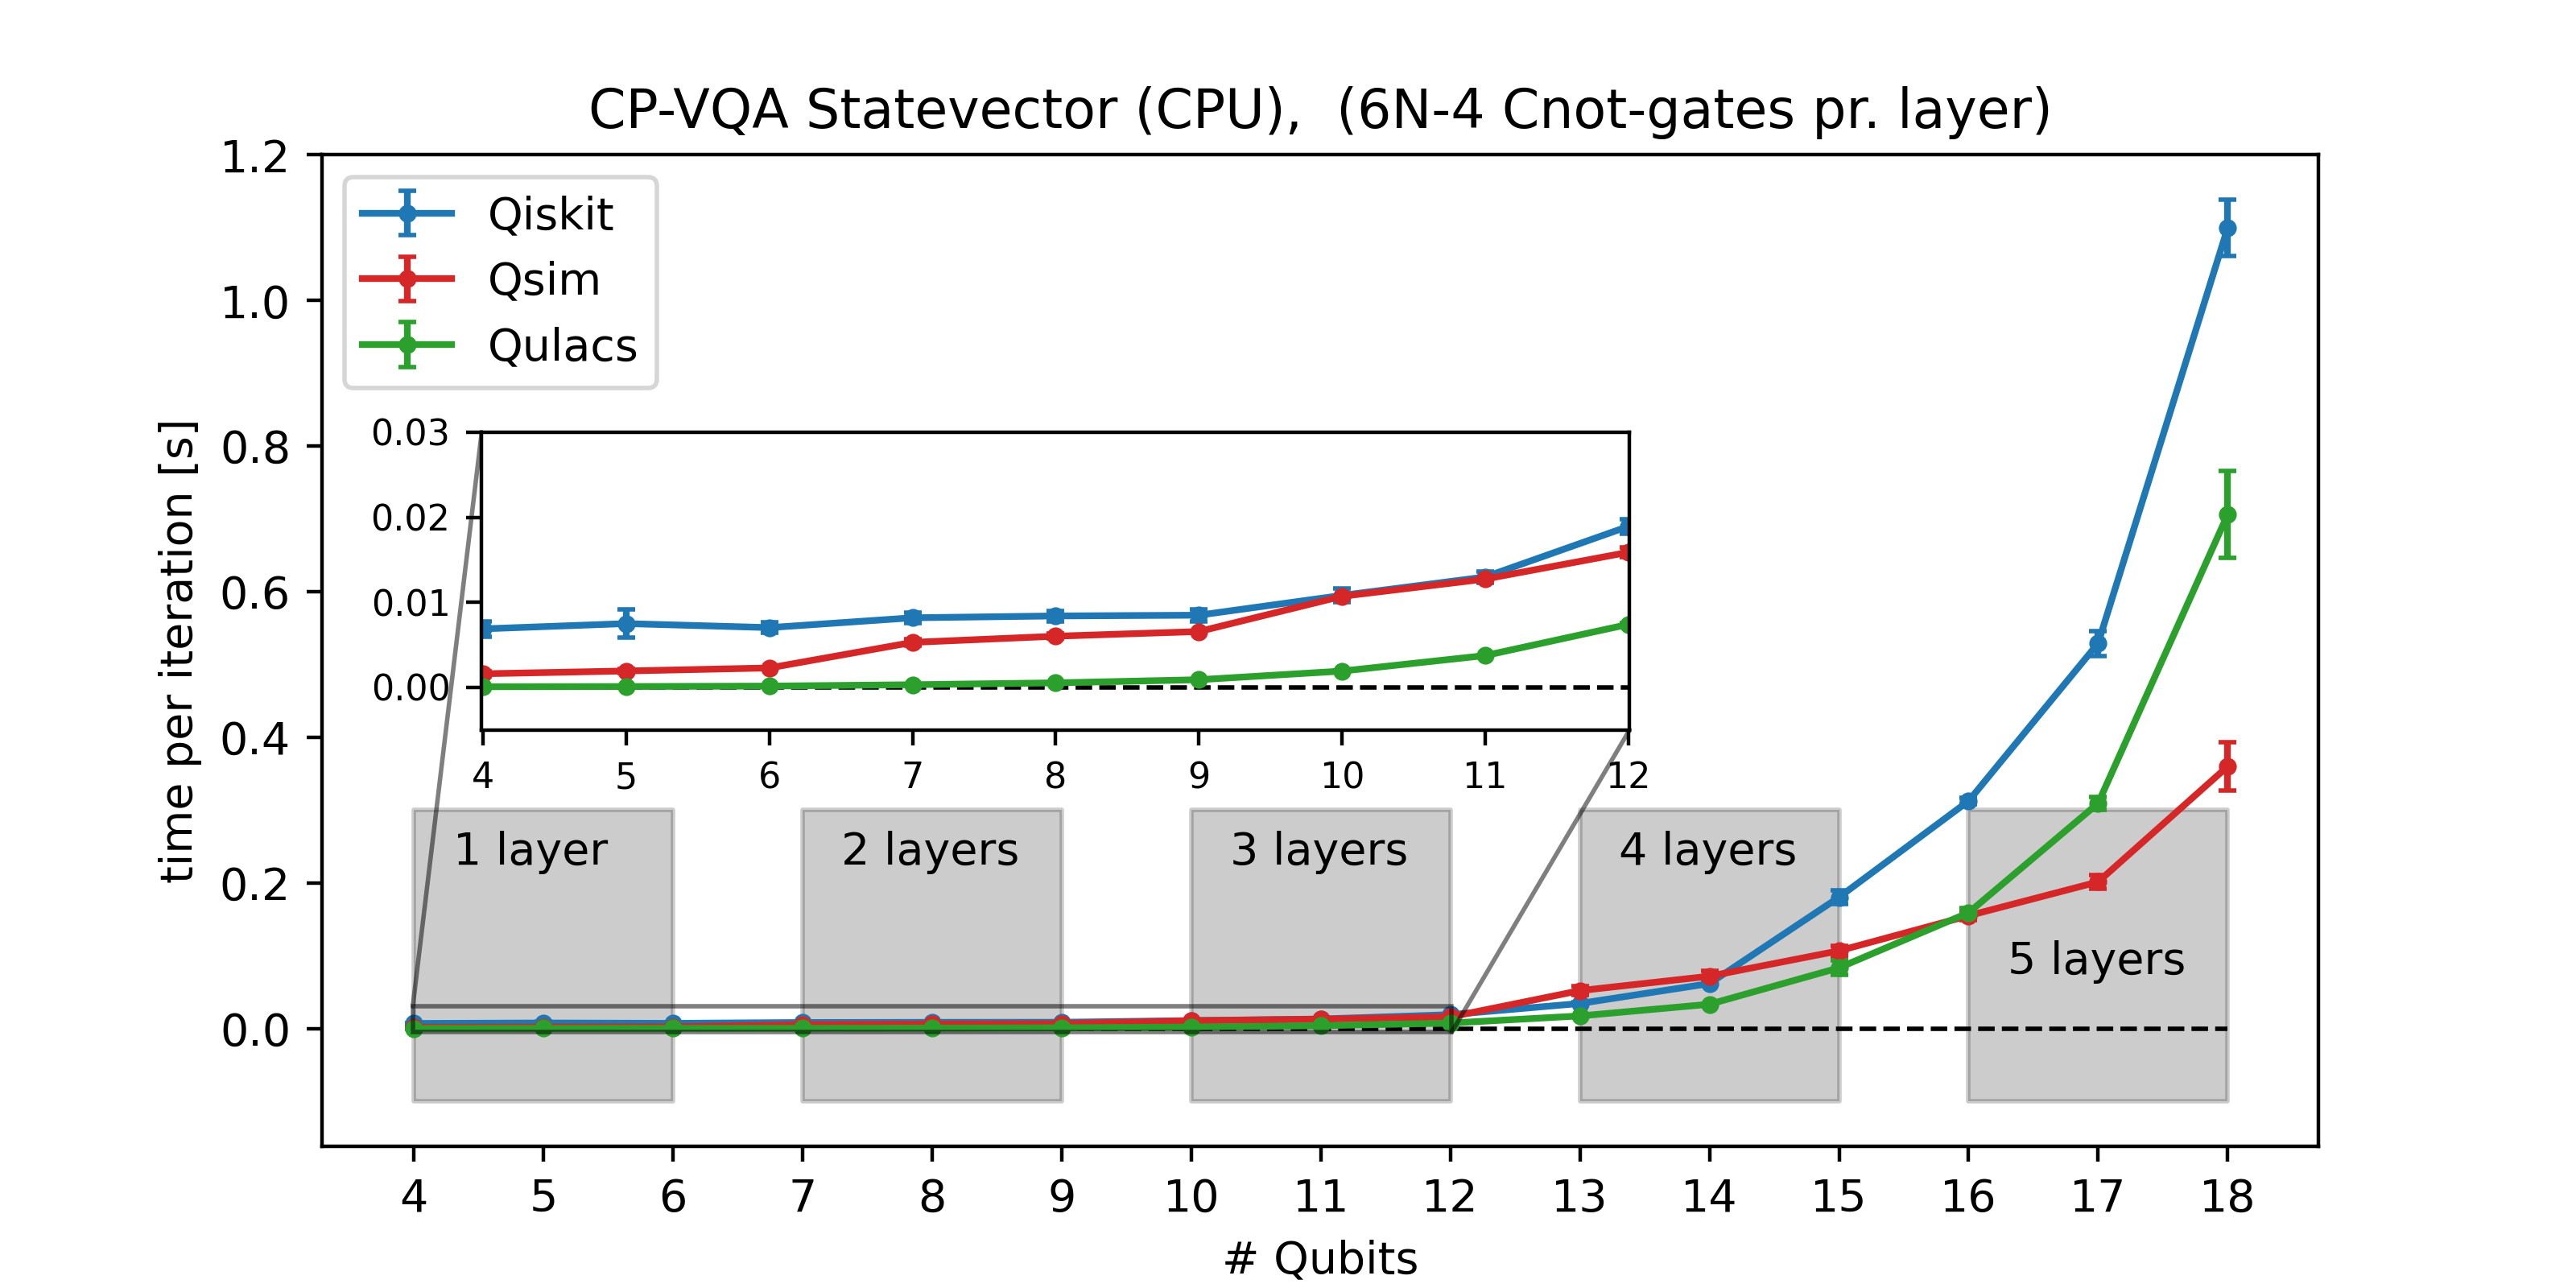 CP-VQA Statevector (CPU),  (6N-4 Cnot-gates pr. layer)
1.2
1.0
0.8
0.6
0.4
0.2
0.0
time per iteration [s]
Qiskit
Qsim
Qulacs
0.03
0.02
0.01
0.00
4 5 6 7 8 9 10 11 12
1 layer
2 layers
3 layers
4 layers
5 layers
4 5 6 7 8 9 10 11 12 13 14 15 16 17 18
# Qubits